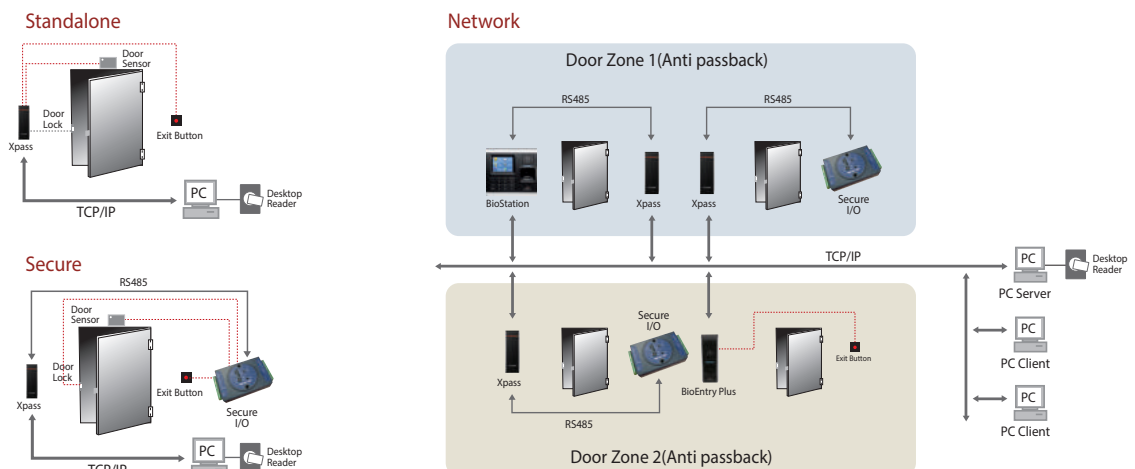 Standalone
Door
Sensor
Door
Lock
Xpass
Exit Button
PC
Desktop
Reader
TCP/IP
Secure
RS485
Door
Sensor
Door
Lock
Xpass
Exit Button
Secure
I/O
PC
Desktop
Reader
TCP/IP
Network
Door Zone 1(Anti passback)
RS485
RS485
BioStation
Xpass
Xpass
Secure
I/O
TCP/IP
PC
Desktop
Reader
PC Server
PC
PC Client
PC
PC Client
Secure
I/O
Xpass
BioEntry Plus
Exit Button
RS485
Door Zone 2(Anti passback)